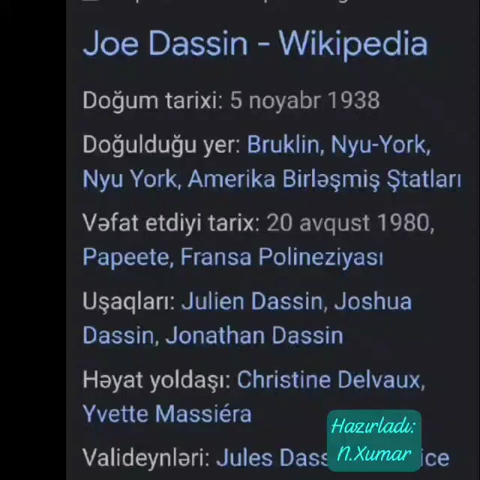 Joe Dassin - Wikipedia
Doğum tarixi: 5 noyabr 1938
Doğulduğu yer: Bruklin, Nyu-York,
Nyu York, Amerika Birləşmiş Ştatları
Vəfat etdiyi tarix: 20 avqust 1980,
Papeete, Fransa Polineziyası
Uşaqları: Julien Dassin, Joshua
Dassin, Jonathan Dassin
Həyat yoldaşı: Christine Delvaux,
Yvette Massiéra
Hazırladı:
N.Xumar
Valideynləri: Jules